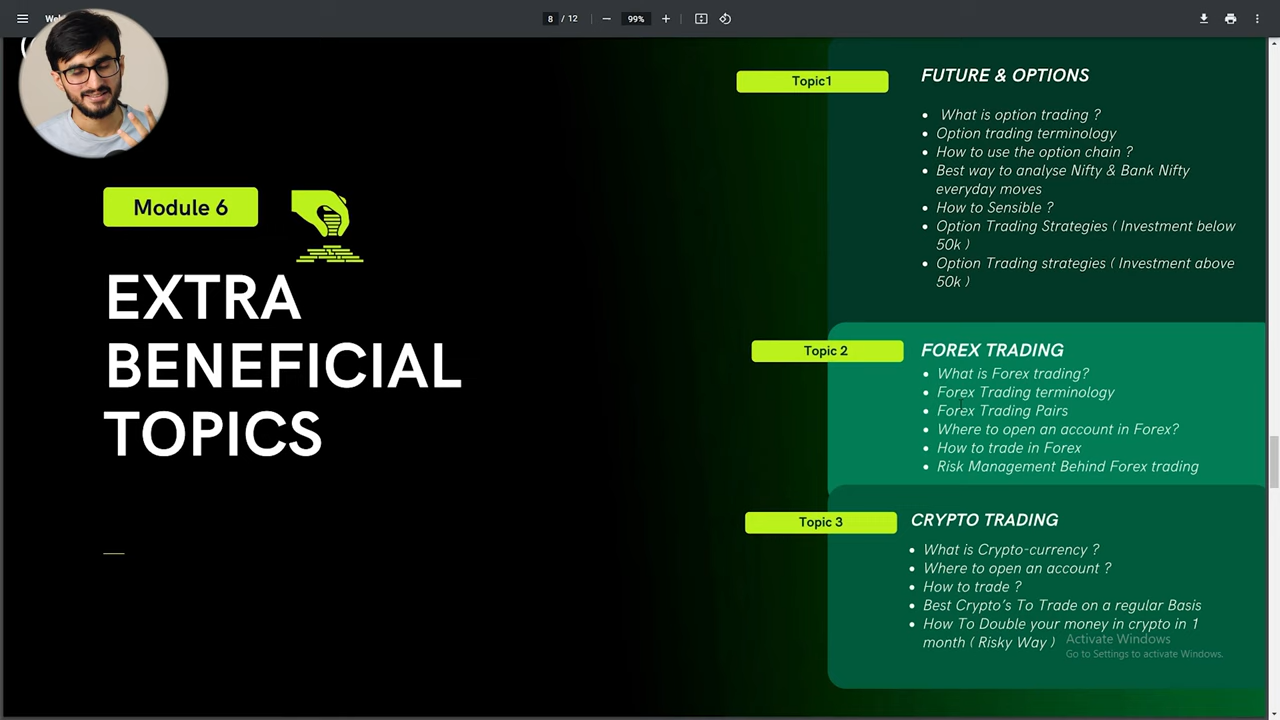 8 / 12
99%
Topic1
FUTURE & OPTIONS
What is option trading ?
Option trading terminology
How to use the option chain ?
Best way to analyse Nifty & Bank Nifty
everyday moves
How to Sensible ?
Option Trading Strategies ( Investment below
50k )
Option Trading strategies ( Investment above
50k )
Module 6
EXTRA
BENEFICIAL
TOPICS
Topic 2
FOREX TRADING
What is Forex trading?
Forex Trading terminology
Forex Trading Pairs
Where to open an account in Forex?
How to trade in Forex
Risk Management Behind Forex trading
Topic 3
CRYPTO TRADING
What is Crypto-currency ?
Where to open an account ?
How to trade ?
Best Crypto's To Trade on a regular Basis
How To Double your money in crypto in 1
month ( Risky Way )
Activate Windows
Go to Settings to activate Windows.